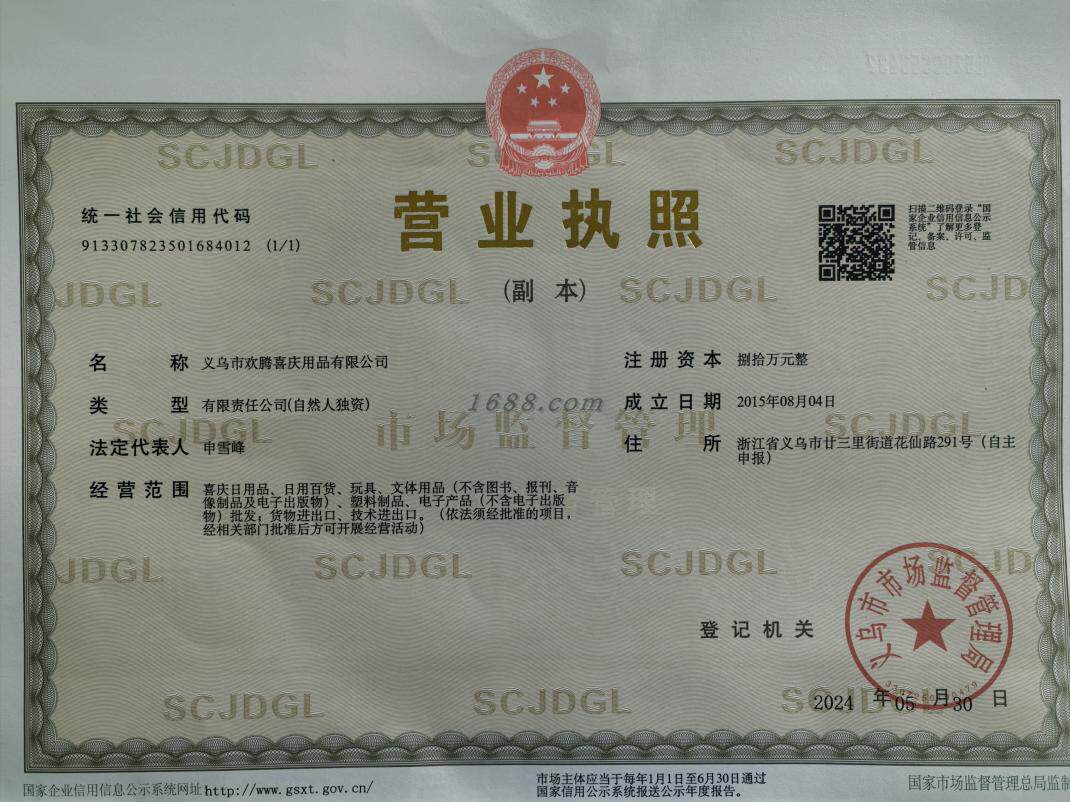 SCJDGL
SCJDGL
统一社会信用代码
913307823501684012 (1/1)
营业执照
(副 本)
扫描二维码登录“国
家企业信用信息公示
系统”了解更多登
记、备案、许可、监
管信息
JDGL SCJDGL SCJDGL SCJD
名 称 义乌市欢腾喜庆用品有限公司
类 型 有限责任公司(自然人独资)
法定代表人 申雪峰
经营范围 喜庆日用品、日用百货、玩具、文体用品（不含图书、报刊、音
像制品及电子出版物）、塑料制品、电子产品（不含电子出版
物）批发；货物进出口、技术进出口。（依法须经批准的项目，
经相关部门批准后方可开展经营活动）
注册资本 捌拾万元整
成立日期 2015年08月04日
住 所 浙江省义乌市廿三里街道花仙路291号（自主
申报）
1688.com
SCJDGL 市场监督管理 SCJDGL
JDGL SCJDGL SCJDGL SCJD
登记机关
义乌市市场监督管理局
2024 年05 月30 日
SCJDGL SCJDGL SCJDGL
国家企业信用信息公示系统网址http://www.gsxt.gov.cn/
市场主体应当于每年1月1日至6月30日通过
国家信用公示系统报送公示年度报告。
国家市场监督管理总局监制